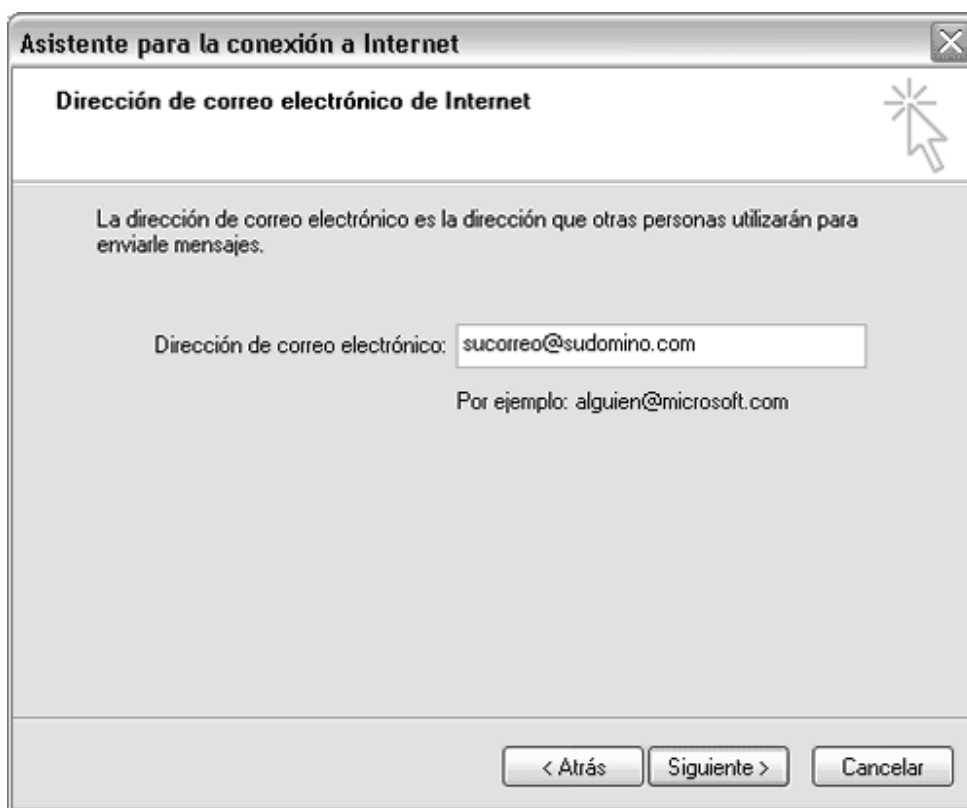 Asistente para la conexión a Internet
Dirección de correo electrónico de Internet
La dirección de correo electrónico es la dirección que otras personas utilizarán para
enviarle mensajes.
Dirección de correo electrónico: sucorreo@sudomino.com
Por ejemplo: alguien@microsoft.com
< Atrás Siguiente > Cancelar